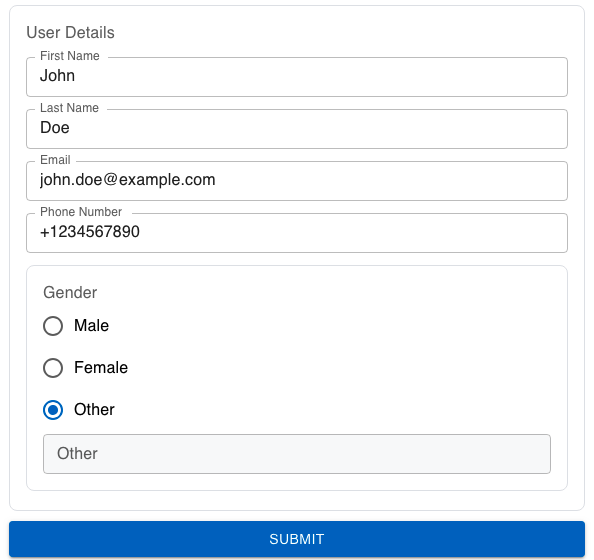 User Details
First Name
John
Last Name
Doe
Email
john.doe@example.com
Phone Number
+1234567890
Gender
Male
Female
Other
Other
SUBMIT